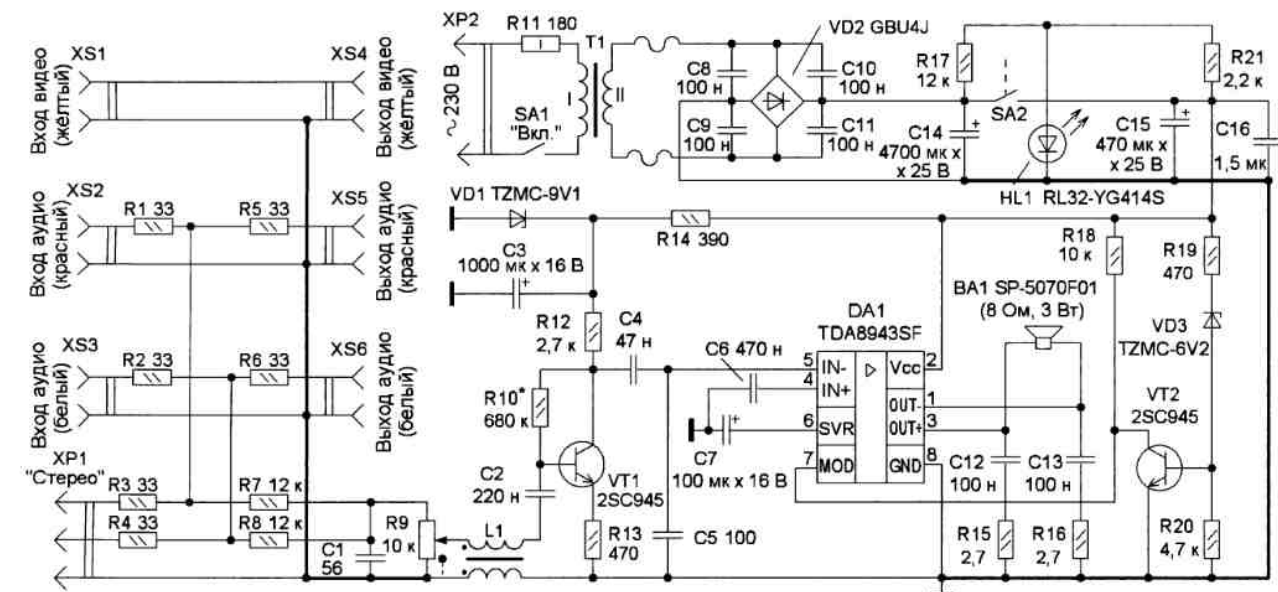 XS1
XS4
Вход видео
(жёлтый)
Выход видео
(жёлтый)
XP2
R11 180
I
T1
I
II
~230 В
SA1
"Вкл."
C8
100 н
C9
100 н
VD2 GBU4J
C10
100 н
C11
100 н
R17
12 к
SA2
R21
2,2 к
C14
4700 мк х
х 25 В
+
HL1 RL32-YG414S
C15
470 мк х
х 25 В
+
C16
1,5 мк
XS2
XS5
Вход аудио
(красный)
R1 33
R5 33
Выход аудио
(красный)
VD1 TZMC-9V1
C3
1000 мк х 16 В
+
R14 390
R18
10 к
R19
470
XS3
XS6
Вход аудио
(белый)
R2 33
R6 33
Выход аудио
(белый)
R12
2,7 к
C4
47 н
R10*
680 к
C2
220 н
VT1
2SC945
R13
470
C6 470 н
C7
100 мк х 16 В
+
C5 100
DA1
TDA8943SF
5
IN-
4
IN+
6
SVR
7
MOD
Vcc
2
OUT-
1
OUT+
3
GND
8
BA1 SP-5070F01
(8 Ом, 3 Вт)
VD3
TZMC-6V2
VT2
2SC945
C12
100 н
C13
100 н
R15
2,7
R16
2,7
R20
4,7 к
XP1
"Стерео"
R3 33
R7 12 к
R4 33
R8 12 к
C1
56
R9
10 к
L1